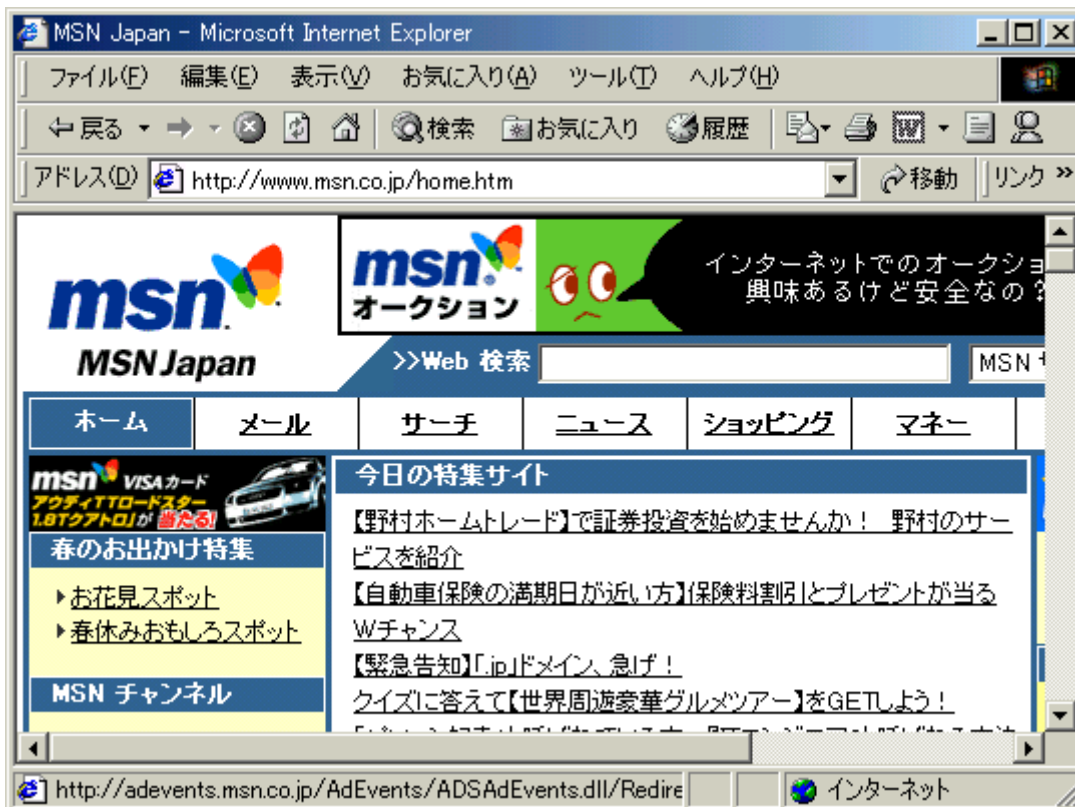 MSN Japan - Microsoft Internet Explorer
ファイル(F) 編集(E) 表示(V) お気に入り(A) ツール(T) ヘルプ(H)
戻る 検索 お気に入り 履歴
アドレス(D) http://www.msn.co.jp/home.htm 移動 リンク »
msn
MSN Japan
msn
オークション
インターネットでのオークショ
興味あるけど安全なの?
>>Web 検索 MSN サ
ホーム メール サーチ ニュース ショッピング マネー
msn VISAカード
アウディTTロードスター
1.8Tクアトロ」が 当たる!
春のお出かけ特集
お花見スポット
春休みおもしろスポット
MSN チャンネル
今日の特集サイト
【野村ホームトレード】で証券投資を始めませんか! 野村のサー
ビスを紹介
【自動車保険の満期日が近い方】保険料割引とプレゼントが当る
Wチャンス
【緊急告知】「.jp」ドメイン、急げ!
クイズに答えて【世界周遊豪華グルメツアー】をGETしよう!
http://adevents.msn.co.jp/AdEvents/ADSAdEvents.dll/Redire インターネット